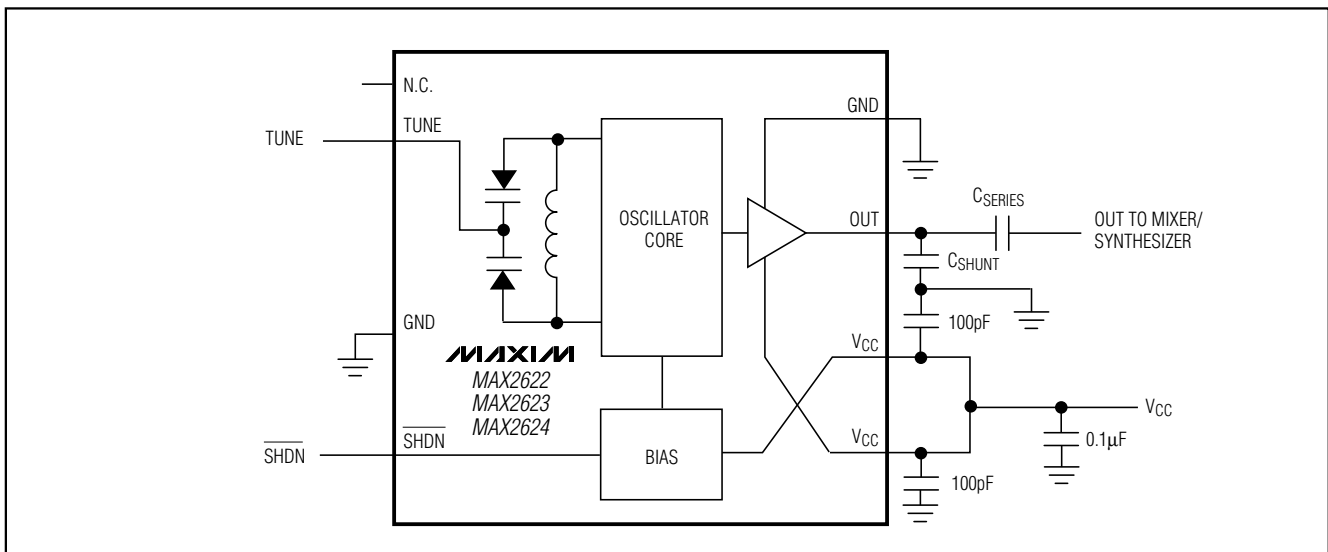 N.C.
TUNE
TUNE
GND
OUT
CSERIES
OUT TO MIXER/
SYNTHESIZER
OSCILLATOR
CORE
CSHUNT
GND
100pF
MAXIM
MAX2622
MAX2623
MAX2624
VCC
VCC
SHDN
SHDN
BIAS
VCC
0.1µF
100pF